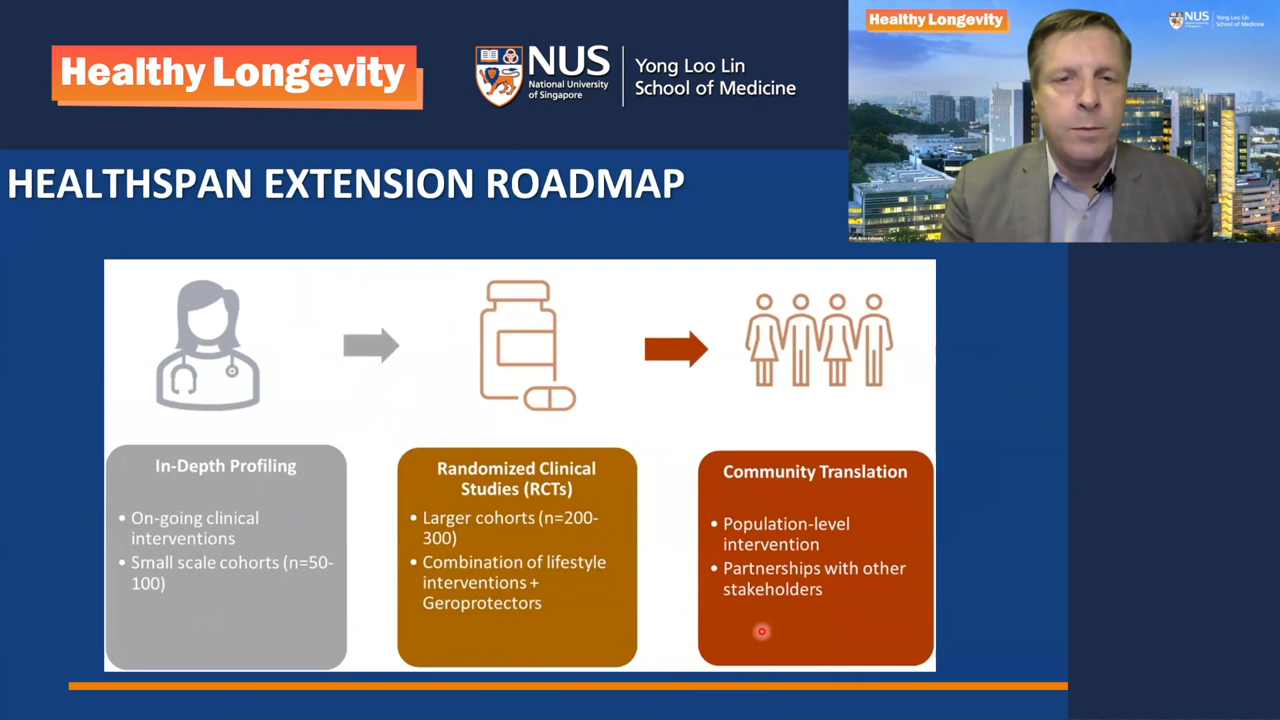 Healthy Longevity
NUS
National University
of Singapore
Yong Loo Lin
School of Medicine
Healthy Longevity
NUS
Yong Loo Lin
School of Medicine
HEALTHSPAN EXTENSION ROADMAP
In-Depth Profiling
• On-going clinical
interventions
• Small scale cohorts (n=50-
100)
Randomized Clinical
Studies (RCTs)
• Larger cohorts (n=200-
300)
• Combination of lifestyle
interventions +
Geroprotectors
Community Translation
• Population-level
intervention
• Partnerships with other
stakeholders